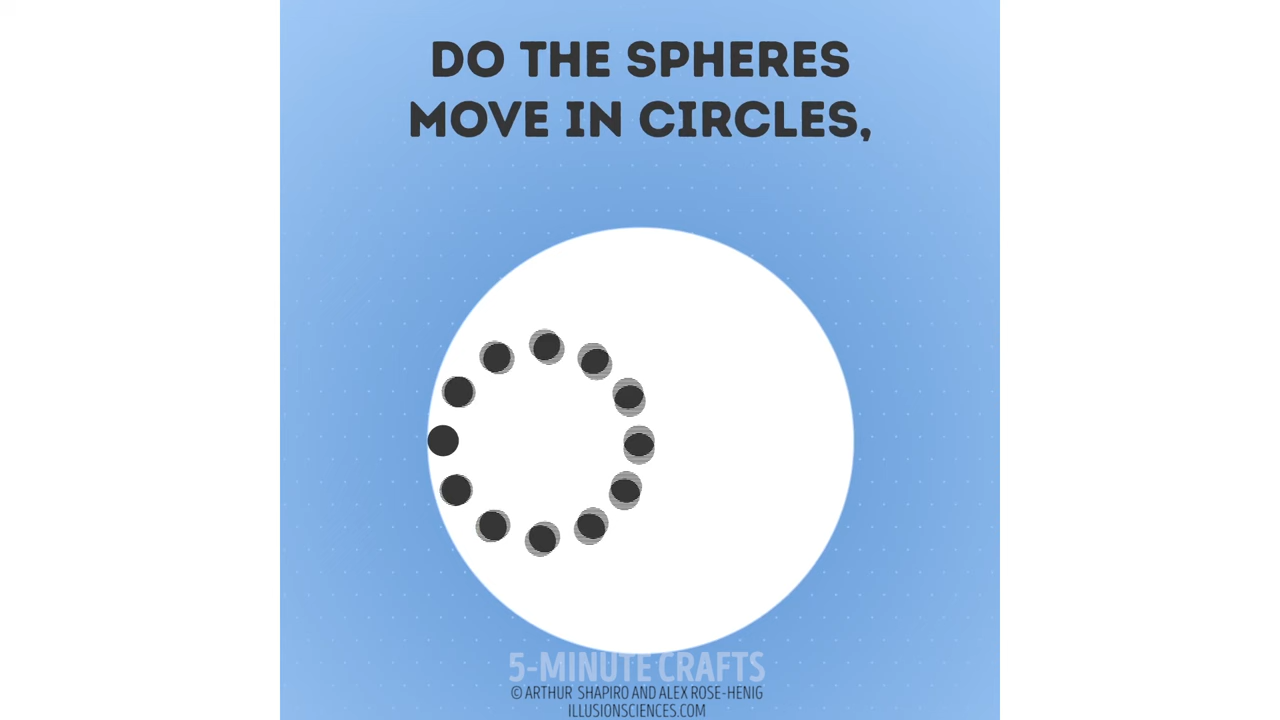 DO THE SPHERES
MOVE IN CIRCLES,
5-MINUTE CRAFTS
© ARTHUR SHAPIRO AND ALEX ROSE-HENIG
ILLUSIONSCIENCES.COM